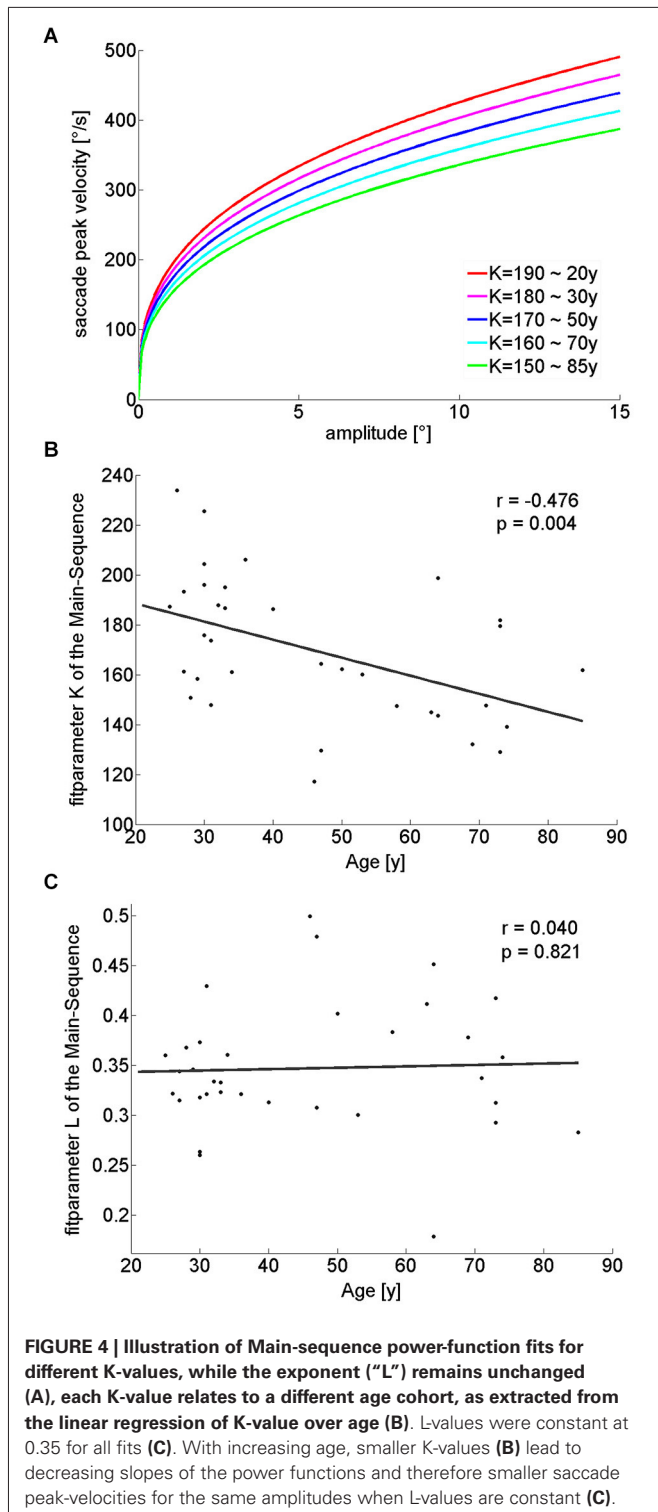 A
500
400
300
200
100
0
saccade peak velocity [°/s]
K=190 ~ 20y
K=180 ~ 30y
K=170 ~ 50y
K=160 ~ 70y
K=150 ~ 85y
0
5
10
15
amplitude [°]
B
240
220
200
180
160
140
120
100
fitparameter K of the Main-Sequence
r = -0.476
p = 0.004
20
30
40
50
60
70
80
90
Age [y]
C
0.5
0.45
0.4
0.35
0.3
0.25
0.2
fitparameter L of the Main-Sequence
r = 0.040
p = 0.821
20
30
40
50
60
70
80
90
Age [y]
FIGURE 4 | Illustration of Main-sequence power-function fits for
different K-values, while the exponent (“L”) remains unchanged
(A), each K-value relates to a different age cohort, as extracted from
the linear regression of K-value over age (B). L-values were constant at
0.35 for all fits (C). With increasing age, smaller K-values (B) lead to
decreasing slopes of the power functions and therefore smaller saccade
peak-velocities for the same amplitudes when L-values are constant (C).